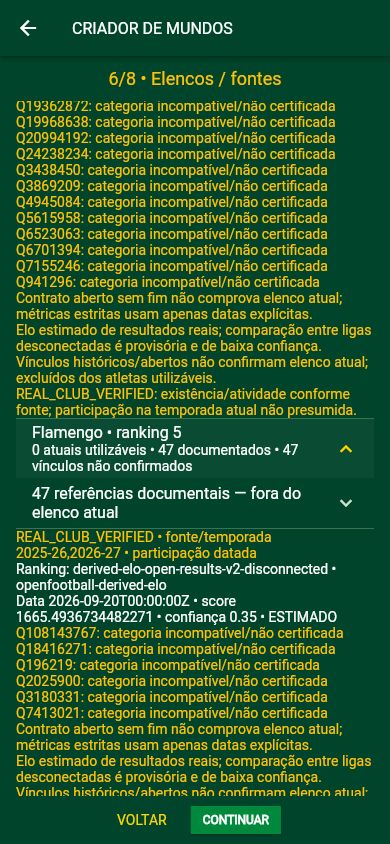 CRIADOR DE MUNDOS
6/8 • Elencos / fontes
Q19362872: categoria incompatível/não certificada
Q19968638: categoria incompatível/não certificada
Q20994192: categoria incompatível/não certificada
Q24238234: categoria incompatível/não certificada
Q3438450: categoria incompatível/não certificada
Q3869209: categoria incompatível/não certificada
Q4945084: categoria incompatível/não certificada
Q5615958: categoria incompatível/não certificada
Q6523063: categoria incompatível/não certificada
Q6701394: categoria incompatível/não certificada
Q7155246: categoria incompatível/não certificada
Q941296: categoria incompatível/não certificada
Contrato aberto sem fim não comprova elenco atual;
métricas estritas usam apenas datas explícitas.
Elo estimado de resultados reais; comparação entre ligas
desconectadas é provisória e de baixa confiança.
Vínculos históricos/abertos não confirmam elenco atual;
excluídos dos atletas utilizáveis.
REAL_CLUB_VERIFIED: existência/atividade conforme
fonte; participação na temporada atual não presumida.
Flamengo • ranking 5
0 atuais utilizáveis • 47 documentados • 47
vínculos não confirmados
47 referências documentais — fora do
elenco atual
REAL_CLUB_VERIFIED • fonte/temporada
2025-26,2026-27 • participação datada
Ranking: derived-elo-open-results-v2-disconnected •
openfootball-derived-elo
Data 2026-09-20T00:00:00Z • score
1665.4936734482271 • confiança 0.35 • ESTIMADO
Q108143767: categoria incompatível/não certificada
Q18416271: categoria incompatível/não certificada
Q196219: categoria incompatível/não certificada
Q2025900: categoria incompatível/não certificada
Q3180331: categoria incompatível/não certificada
Q7413021: categoria incompatível/não certificada
Contrato aberto sem fim não comprova elenco atual;
métricas estritas usam apenas datas explícitas.
Elo estimado de resultados reais; comparação entre ligas
desconectadas é provisória e de baixa confiança.
Vínculos históricos/abertos não confirmam elenco atual;
VOLTAR
CONTINUAR